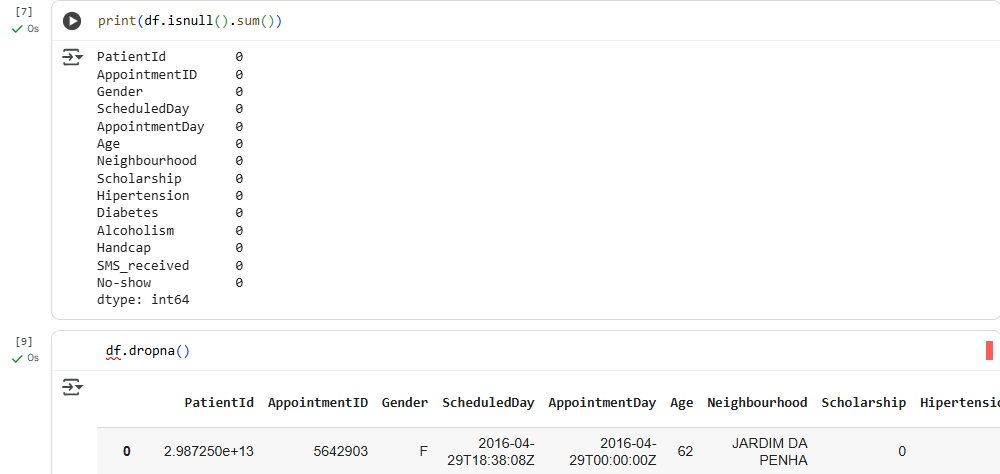 [7]
0s
print(df.isnull().sum())
PatientId 0
AppointmentID 0
Gender 0
ScheduledDay 0
AppointmentDay 0
Age 0
Neighbourhood 0
Scholarship 0
Hipertension 0
Diabetes 0
Alcoholism 0
Handcap 0
SMS_received 0
No-show 0
dtype: int64
[9]
0s
df.dropna()
PatientId AppointmentID Gender ScheduledDay AppointmentDay Age Neighbourhood Scholarship Hipertensio
0 2.987250e+13 5642903 F 2016-04-29T18:38:08Z 2016-04-29T00:00:00Z 62 JARDIM DA PENHA 0